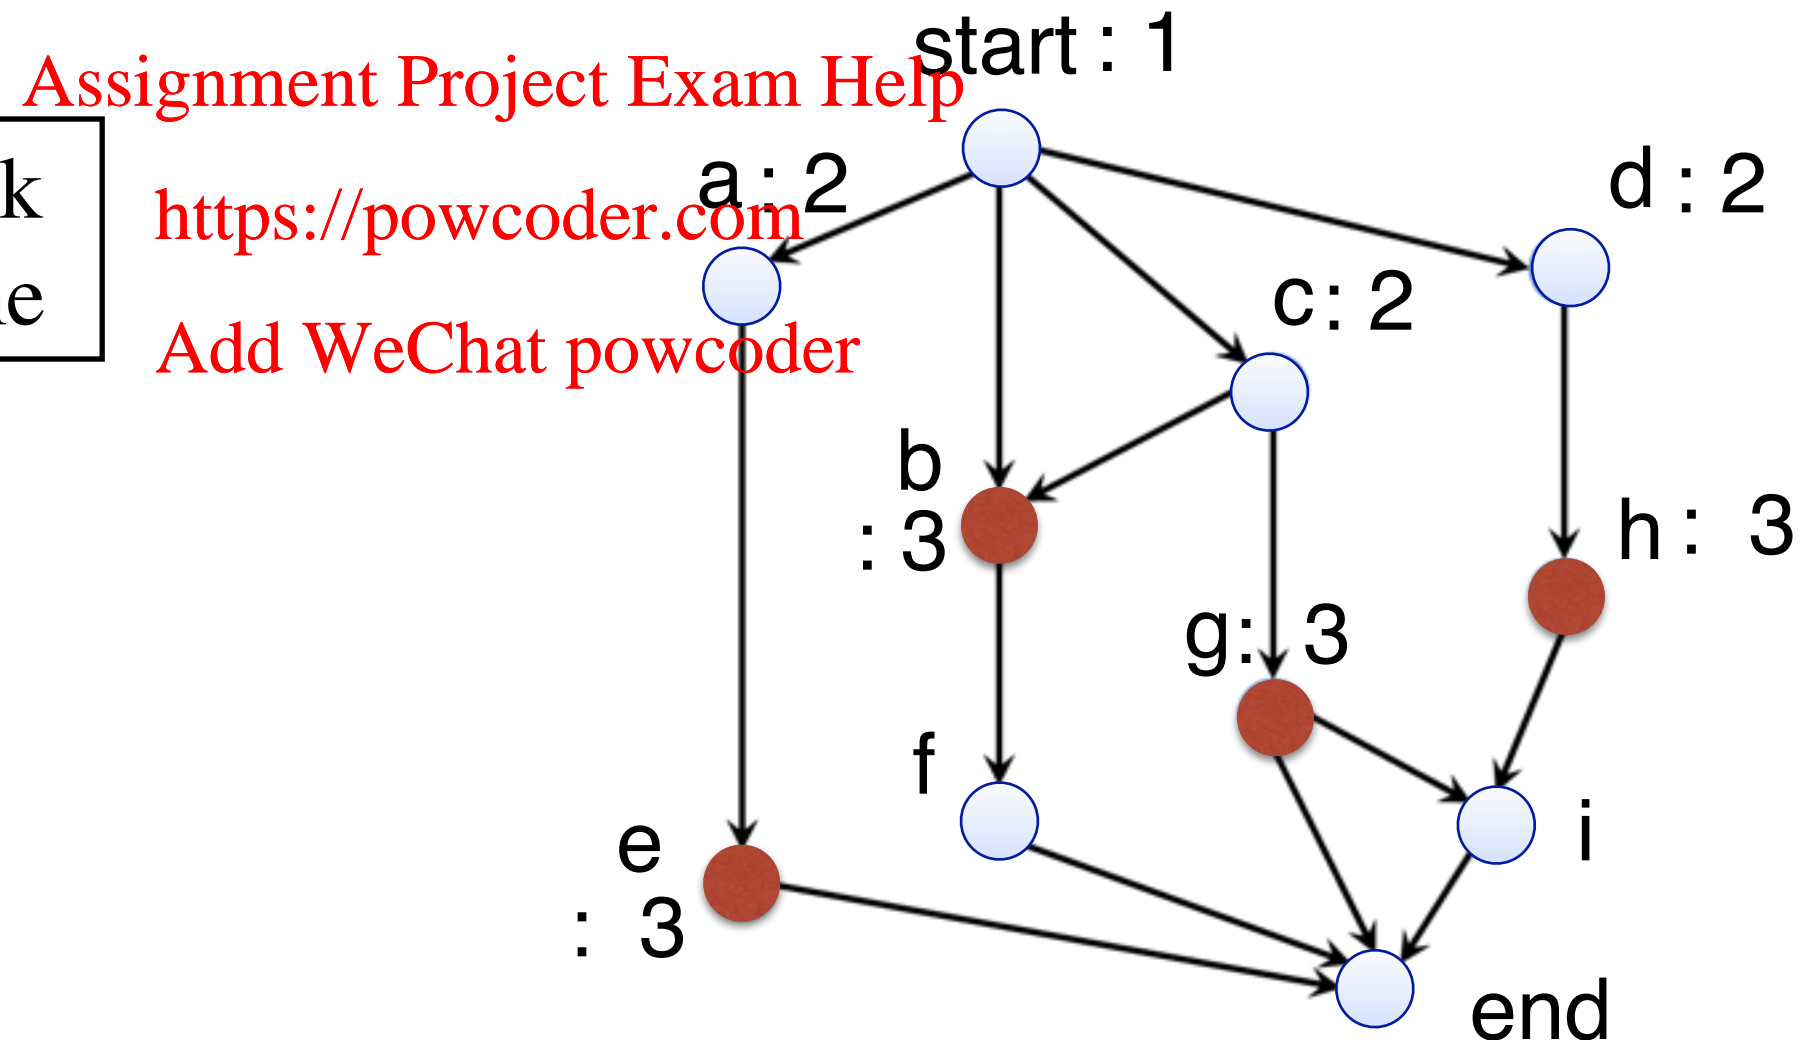 start : 1
Assignment Project Exam Help
a : 2
d : 2
k
https://powcoder.com
c : 2
Add WeChat powcoder
b
: 3
h : 3
g : 3
f
i
e
: 3
end